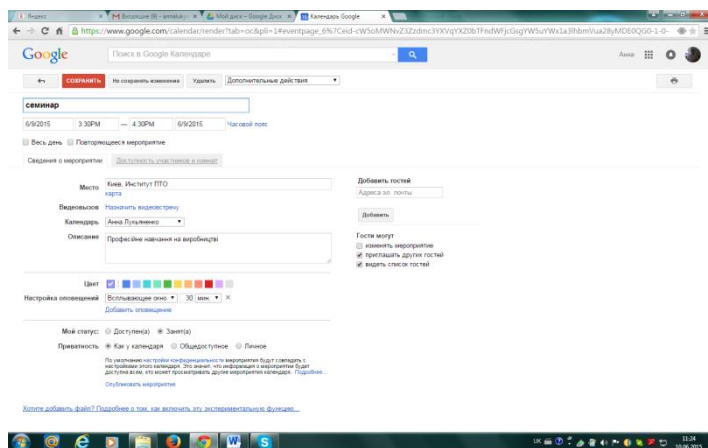 Яндекс
Входящие (9)
Мой диск – Google Диск
Календарь Google
https://www.google.com/calendar/render?tab=oc&pli=1#eventpage_6
Google
Поиск в Google Календаре
Анна
СОХРАНИТЬ Не сохранять изменения Удалить Дополнительные действия
семинар
6/9/2015 3:30PM — 4:30PM 6/9/2015 Часовой пояс
Весь день Повторяющееся мероприятие
Сведения о мероприятии Доступность участников и комнат
Место Киев, Институт ПТО
карта
Видеовызов Назначить видеовстречу
Календарь Анна Лукьяненко
Описание Професійне навчання на виробництві
Цвет
Настройка оповещений Всплывающее окно 30 мин. ×
Добавить оповещение
Мой статус: Доступен(а) Занят(а)
Приватность Как у календаря Общедоступное Личное
По умолчанию настройки конфиденциальности мероприятия будут совпадать с
настройками этого календаря. Это значит, что информация о мероприятии будет
доступна всем, кто может просматривать другие мероприятия календаря. Подробнее...
Опубликовать мероприятие
Добавить гостей
Адреса эл. почты
Добавить
Гости могут
изменять мероприятие
приглашать других гостей
видеть список гостей
Хотите добавить файл? Подробнее о том, как включить эту экспериментальную функцию...
UK
11:24
10.06.2015